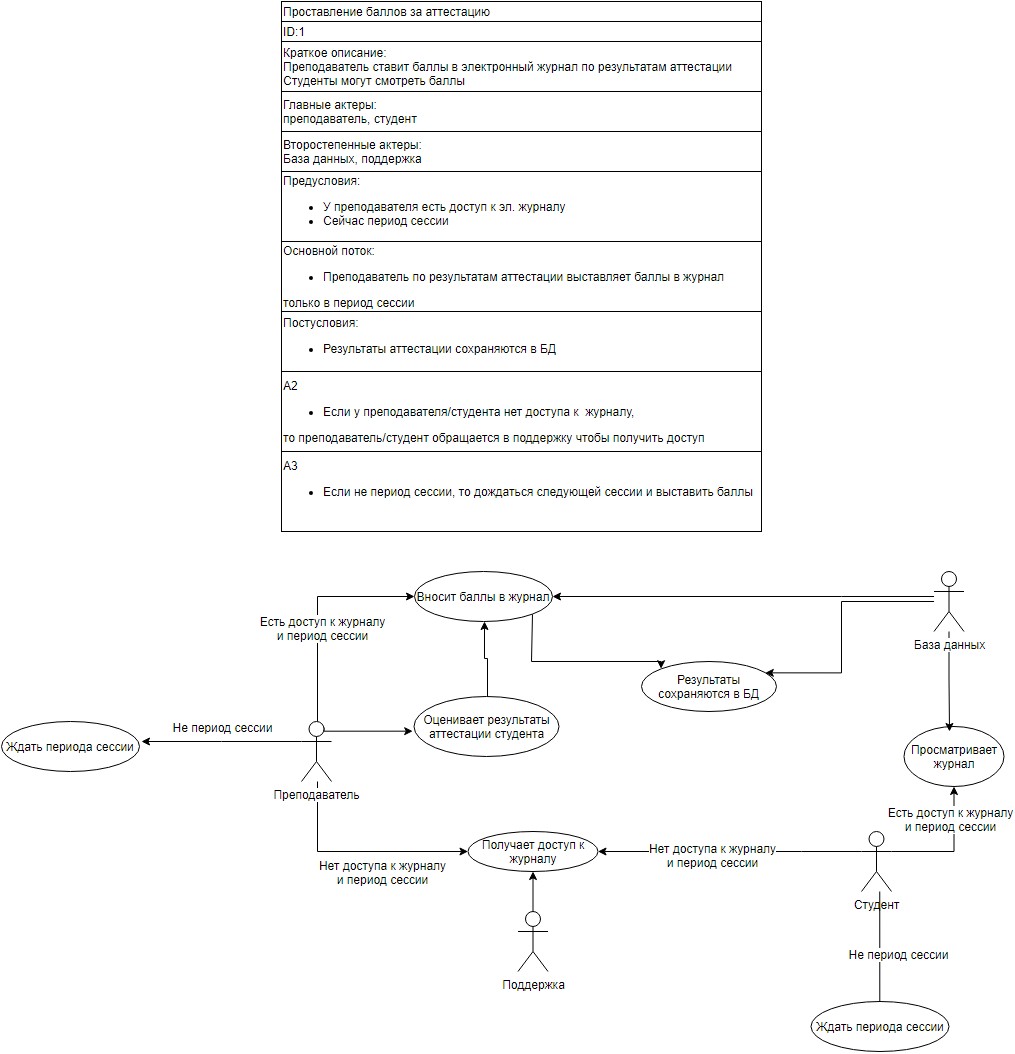 Проставление баллов за аттестацию
ID:1
Краткое описание:
Преподаватель ставит баллы в электронный журнал по результатам аттестации
Студенты могут смотреть баллы
Главные актеры:
преподаватель, студент
Второстепенные актеры:
База данных, поддержка
Предусловия:
• У преподавателя есть доступ к эл. журналу
• Сейчас период сессии
Основной поток:
• Преподаватель по результатам аттестации выставляет баллы в журнал
только в период сессии
Постусловия:
• Результаты аттестации сохраняются в БД
А2
• Если у преподавателя/студента нет доступа к журналу,
то преподаватель/студент обращается в поддержку чтобы получить доступ
А3
• Если не период сессии, то дождаться следующей сессии и выставить баллы
Вносит баллы в журнал
Есть доступ к журналу
и период сессии
База данных
Результаты
сохраняются в БД
Оценивает результаты
аттестации студента
Не период сессии
Ждать периода сессии
Просматривает
журнал
Преподаватель
Есть доступ к журналу
и период сессии
Получает доступ к
журналу
Нет доступа к журналу
и период сессии
Нет доступа к журналу
и период сессии
Студент
Не период сессии
Поддержка
Ждать периода сессии